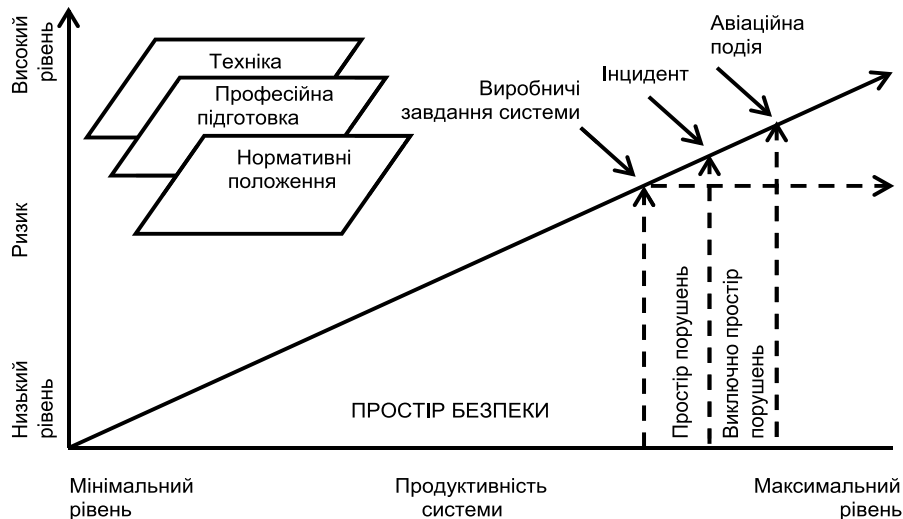 Високий
рівень
Ризик
Низький
рівень
Техніка
Професійна
підготовка
Нормативні
положення
Виробничі
завдання системи
Інцидент
Авіаційна
подія
ПРОСТІР БЕЗПЕКИ
Простір порушень
Виключно простір
порушень
Мінімальний
рівень
Продуктивність
системи
Максимальний
рівень